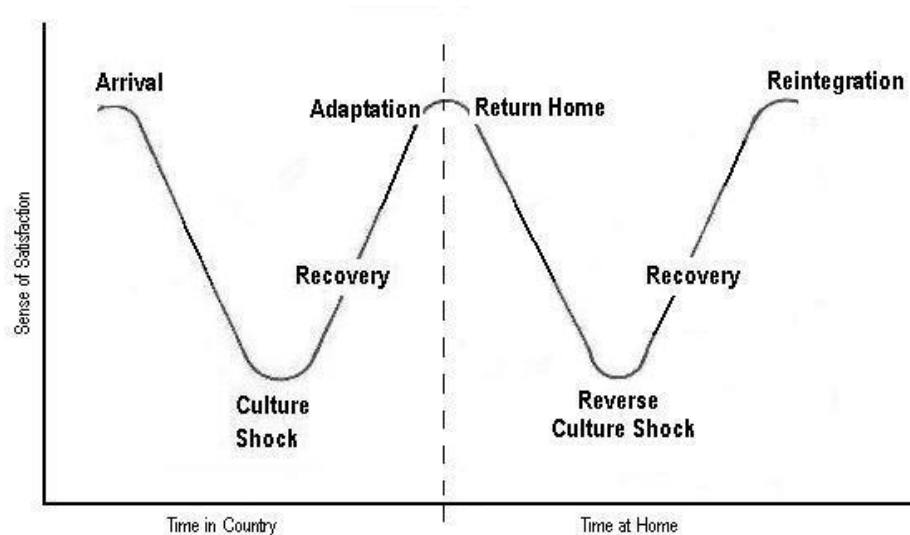 Arrival
Adaptation
Return Home
Reintegration
Sense of Satisfaction
Recovery
Recovery
Culture
Shock
Reverse
Culture Shock
Time in Country
Time at Home